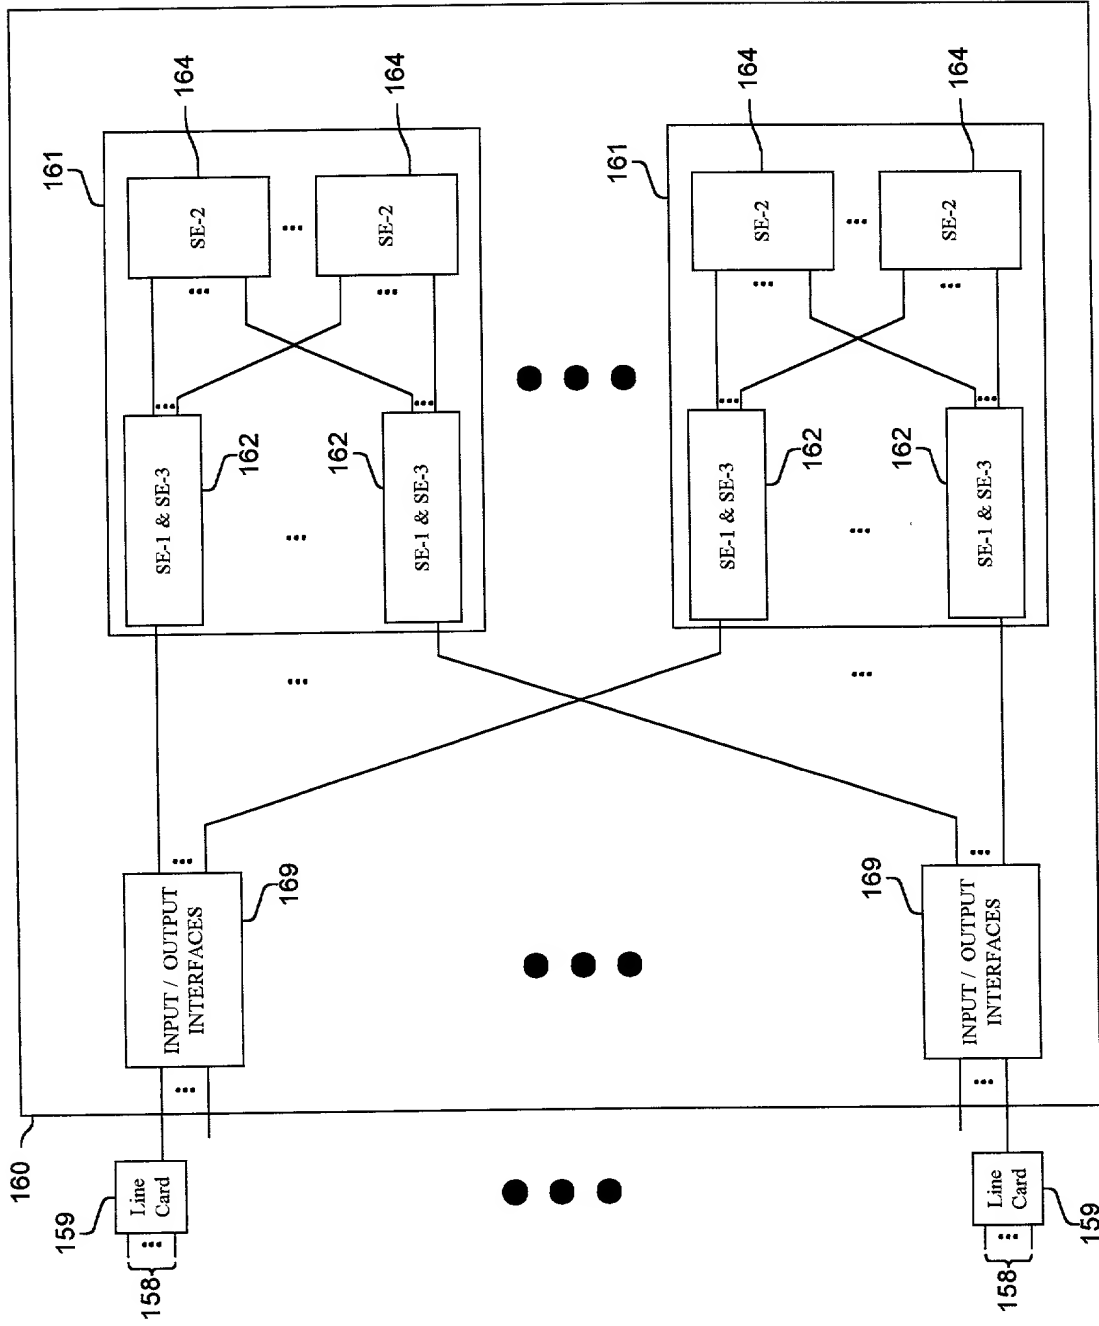 160
158
159
Line
Card
...
INPUT / OUTPUT
INTERFACES
169
161
SE-1 & SE-3
162
SE-2
164
SE-1 & SE-3
162
SE-2
164
158
159
Line
Card
INPUT / OUTPUT
INTERFACES
169
161
SE-1 & SE-3
162
SE-2
164
SE-1 & SE-3
162
SE-2
164